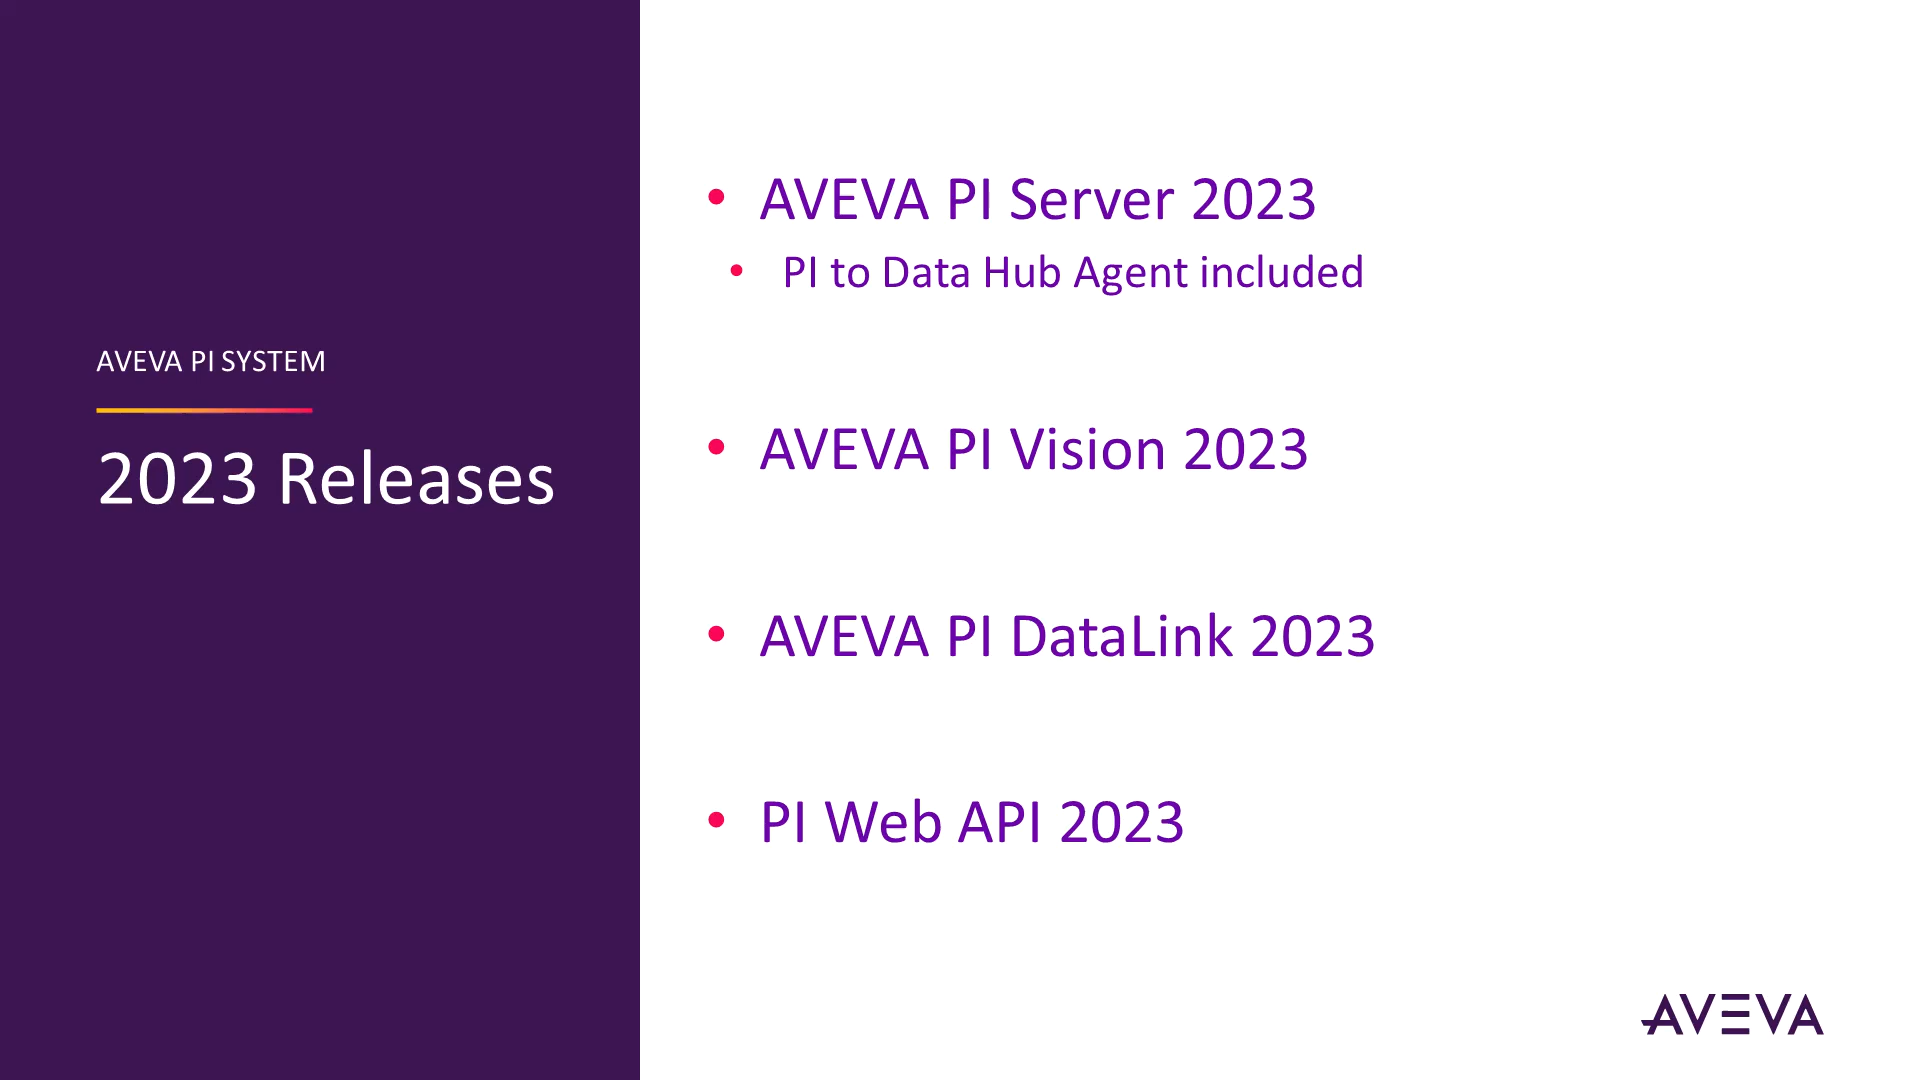 AVEVA PI SYSTEM
2023 Releases
• AVEVA PI Server 2023
• PI to Data Hub Agent included
• AVEVA PI Vision 2023
• AVEVA PI DataLink 2023
• PI Web API 2023
AVEVA